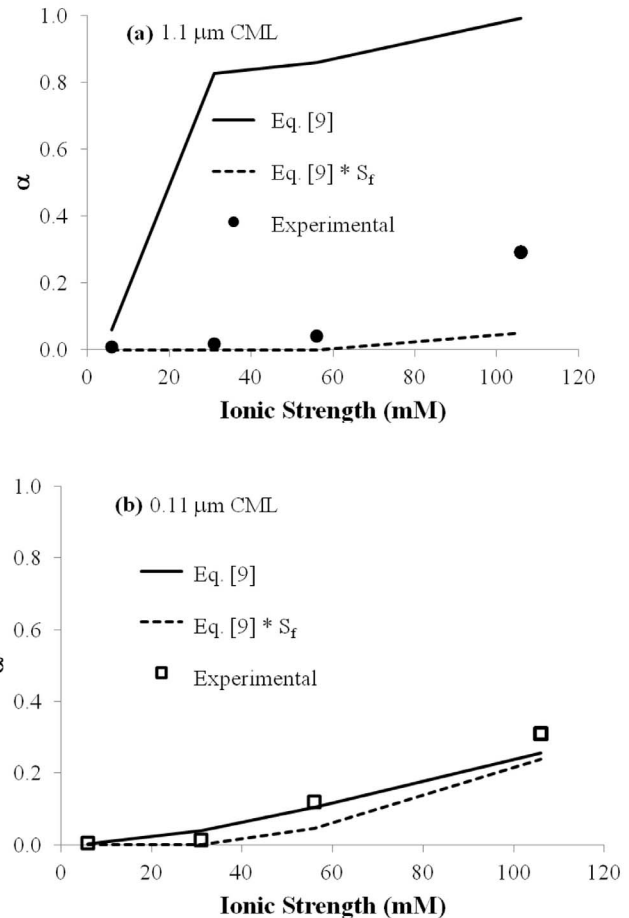 1.0
(a) 1.1 μm CML
0.8
Eq. [9]
0.6
Eq. [9] * Sf
α
0.4
Experimental
0.2
0.0
0 20 40 60 80 100 120
Ionic Strength (mM)
1.0
(b) 0.11 μm CML
0.8
Eq. [9]
0.6
Eq. [9] * Sf
Experimental
0.4
0.2
0.0
0 20 40 60 80 100 120
Ionic Strength (mM)